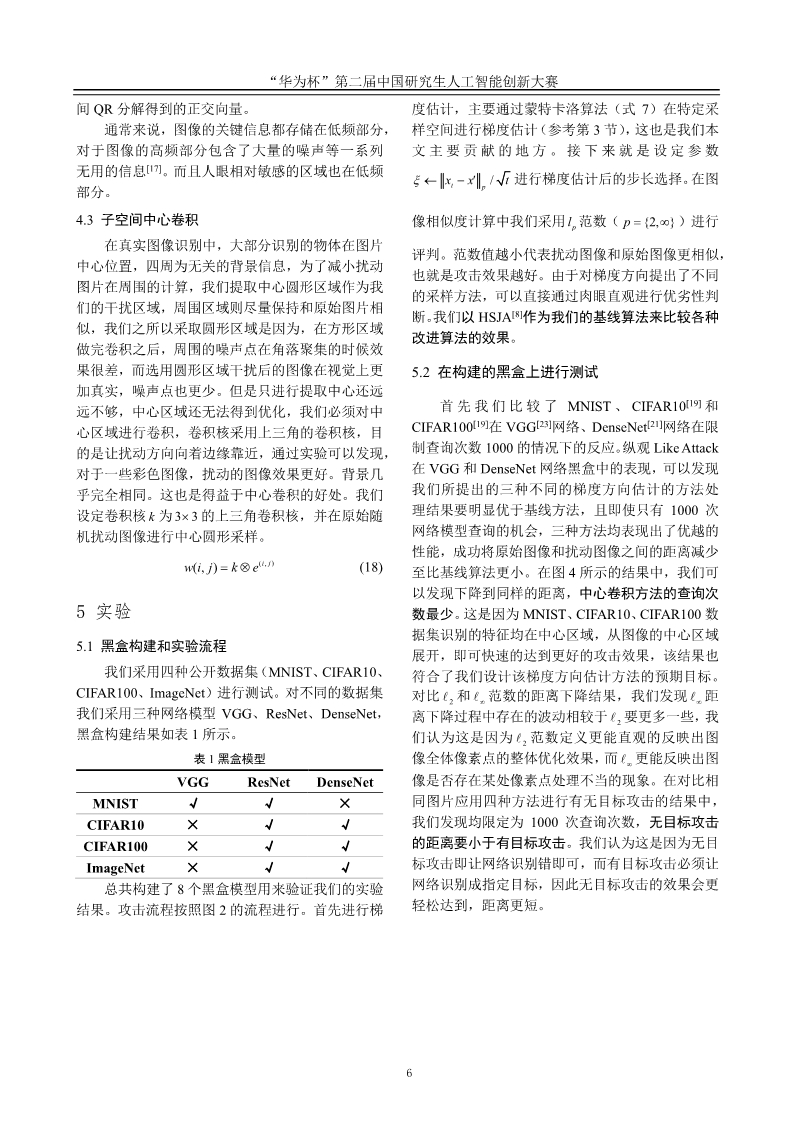 “华为杯”第二届中国研究生人工智能创新大赛
间 QR 分解得到的正交向量。
通常来说，图像的关键信息都存储在低频部分，
对于图像的高频部分包含了大量的噪声等一系列
无用的信息[17]。而且人眼相对敏感的区域也在低频
部分。
4.3 子空间中心卷积
在真实图像识别中，大部分识别的物体在图片
中心位置，四周为无关的背景信息，为了减小扰动
图片在周围的计算，我们提取中心圆形区域作为我
们的干扰区域，周围区域则尽量保持和原始图片相
似，我们之所以采取圆形区域是因为，在方形区域
做完卷积之后，周围的噪声点在角落聚集的时候效
果很差，而选用圆形区域干扰后的图像在视觉上更
加真实，噪声点也更少。但是只进行提取中心还远
远不够，中心区域还无法得到优化，我们必须对中
心区域进行卷积，卷积核采用上三角的卷积核，目
的是让扰动方向向着边缘靠近，通过实验可以发现，
对于一些彩色图像，扰动的图像效果更好。背景几
乎完全相同。这也是得益于中心卷积的好处。我们
设定卷积核 k 为 3×3 的上三角卷积核，并在原始随
机扰动图像进行中心圆形采样。
w(i, j) = k ⊗ e^(i,j) (18)
5 实验
5.1 黑盒构建和实验流程
我们采用四种公开数据集（MNIST、CIFAR10、
CIFAR100、ImageNet）进行测试。对不同的数据集
我们采用三种网络模型 VGG、ResNet、DenseNet，
黑盒构建结果如表 1 所示。
表 1 黑盒模型
VGG ResNet DenseNet
MNIST √ √ ×
CIFAR10 × √ √
CIFAR100 × √ √
ImageNet × √ √
总共构建了 8 个黑盒模型用来验证我们的实验
结果。攻击流程按照图 2 的流程进行。首先进行梯
度估计，主要通过蒙特卡洛算法（式 7）在特定采
样空间进行梯度估计（参考第 3 节），这也是我们本
文主要贡献的地方。接下来就是设定参数
ξ ← ‖x_t − x′‖_p / √t 进行梯度估计后的步长选择。在图
像相似度计算中我们采用 l_p 范数（ p = {2,∞} ）进行
评判。范数值越小代表扰动图像和原始图像更相似，
也就是攻击效果越好。由于对梯度方向提出了不同
的采样方法，可以直接通过肉眼直观进行优劣性判
断。我们以 HSJA[8]作为我们的基线算法来比较各种
改进算法的效果。
5.2 在构建的黑盒上进行测试
首先我们比较了 MNIST、CIFAR10[19]和
CIFAR100[19]在 VGG[23]网络、DenseNet[21]网络在限
制查询次数 1000 的情况下的反应。纵观 LikeAttack
在 VGG 和 DenseNet 网络黑盒中的表现，可以发现
我们所提出的三种不同的梯度方向估计的方法处
理结果要明显优于基线方法，且即使只有 1000 次
网络模型查询的机会，三种方法均表现出了优越的
性能，成功将原始图像和扰动图像之间的距离减少
至比基线算法更小。在图 4 所示的结果中，我们可
以发现下降到同样的距离，中心卷积方法的查询次
数最少。这是因为 MNIST、CIFAR10、CIFAR100 数
据集识别的特征均在中心区域，从图像的中心区域
展开，即可快速的达到更好的攻击效果，该结果也
符合了我们设计该梯度方向估计方法的预期目标。
对比 ℓ_2 和 ℓ_∞ 范数的距离下降结果，我们发现 ℓ_∞ 距
离下降过程中存在的波动相较于 ℓ_2 要更多一些，我
们认为这是因为 ℓ_2 范数定义更能直观的反映出图
像全体像素点的整体优化效果，而 ℓ_∞ 更能反映出图
像是否存在某处像素点处理不当的现象。在对比相
同图片应用四种方法进行有无目标攻击的结果中，
我们发现均限定为 1000 次查询次数，无目标攻击
的距离要小于有目标攻击。我们认为这是因为无目
标攻击即让网络识别错即可，而有目标攻击必须让
网络识别成指定目标，因此无目标攻击的效果会更
轻松达到，距离更短。
6